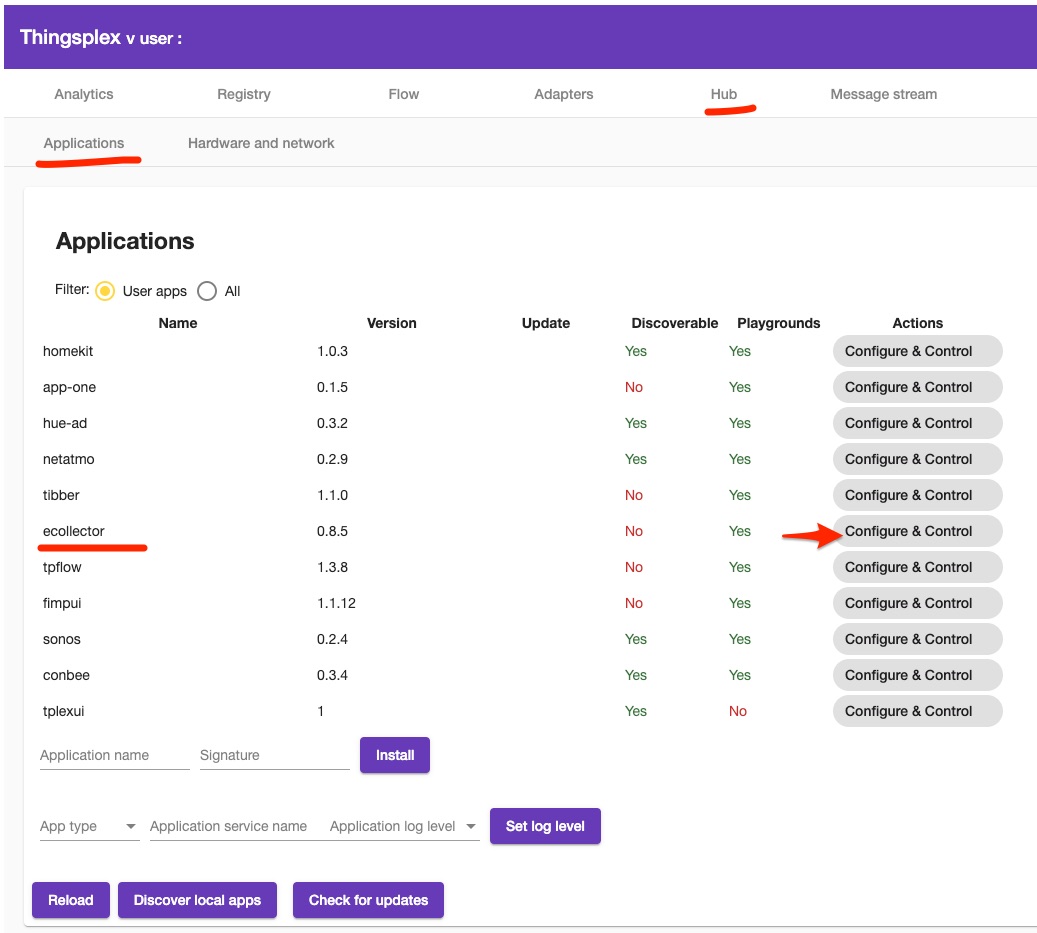 Thingsplex v user :
Analytics Registry Flow Adapters Hub Message stream
Applications Hardware and network
Applications
Filter: User apps All
Name Version Update Discoverable Playgrounds Actions
homekit 1.0.3 Yes Yes Configure & Control
app-one 0.1.5 No Yes Configure & Control
hue-ad 0.3.2 Yes Yes Configure & Control
netatmo 0.2.9 Yes Yes Configure & Control
tibber 1.1.0 No Yes Configure & Control
ecollector 0.8.5 No Yes Configure & Control
tpflow 1.3.8 No Yes Configure & Control
fimpui 1.1.12 No Yes Configure & Control
sonos 0.2.4 Yes Yes Configure & Control
conbee 0.3.4 Yes Yes Configure & Control
tplexui 1 Yes No Configure & Control
Application name Signature Install
App type Application service name Application log level Set log level
Reload Discover local apps Check for updates